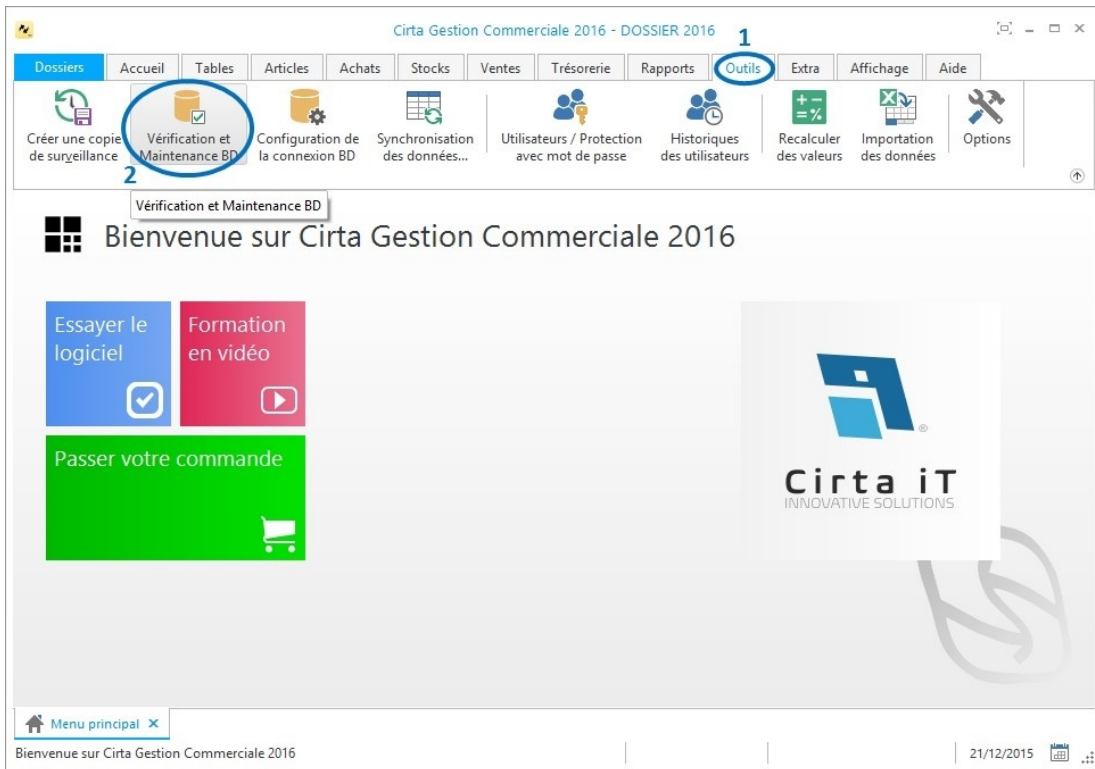 Cirta Gestion Commerciale 2016 - DOSSIER 2016
1
Dossiers Accueil Tables Articles Achats Stocks Ventes Trésorerie Rapports Outils Extra Affichage Aide
Créer une copie de surveillance
Vérification et Maintenance BD
Configuration de la connexion BD
Synchronisation des données...
Utilisateurs / Protection avec mot de passe
Historiques des utilisateurs
Recalculer des valeurs
Importation des données
Options
2
Vérification et Maintenance BD
Bienvenue sur Cirta Gestion Commerciale 2016
Essayer le
logiciel
Formation
en vidéo
Passer votre commande
Cirta iT
INNOVATIVE SOLUTIONS
Menu principal
Bienvenue sur Cirta Gestion Commerciale 2016
21/12/2015